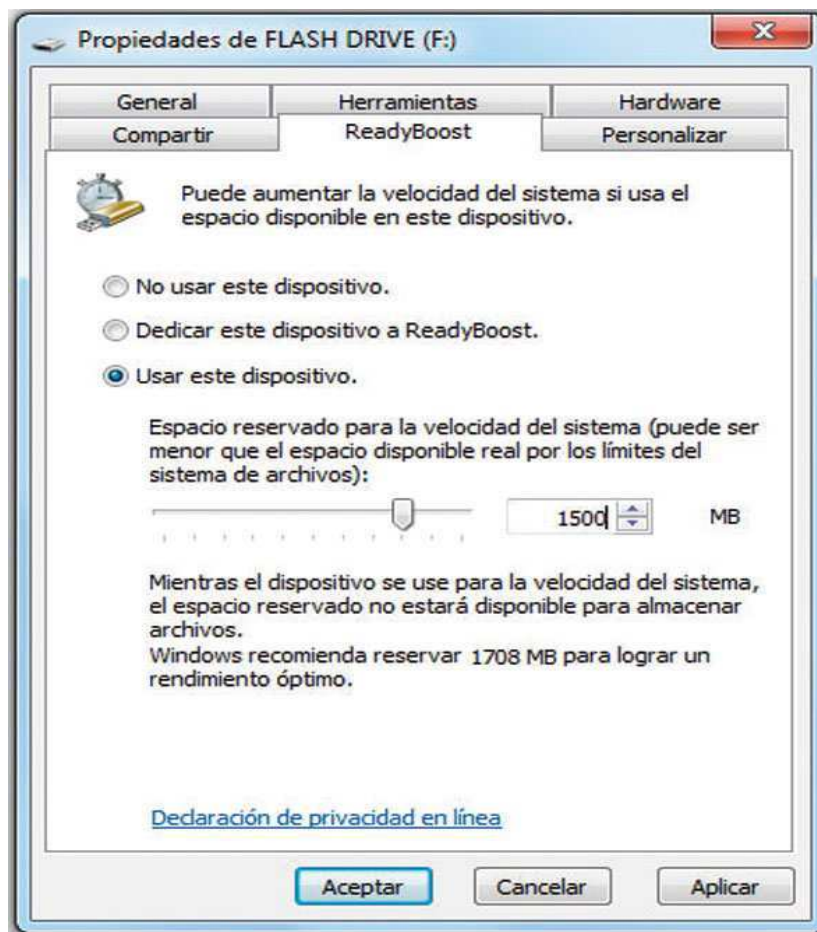 Propiedades de FLASH DRIVE (F:)
General
Herramientas
Hardware
Compartir
ReadyBoost
Personalizar
Puede aumentar la velocidad del sistema si usa el
espacio disponible en este dispositivo.
No usar este dispositivo.
Dedicar este dispositivo a ReadyBoost.
Usar este dispositivo.
Espacio reservado para la velocidad del sistema (puede ser
menor que el espacio disponible real por los límites del
sistema de archivos):
1500 MB
Mientras el dispositivo se use para la velocidad del sistema,
el espacio reservado no estará disponible para almacenar
archivos.
Windows recomienda reservar 1708 MB para lograr un
rendimiento óptimo.
Declaración de privacidad en línea
Aceptar
Cancelar
Aplicar